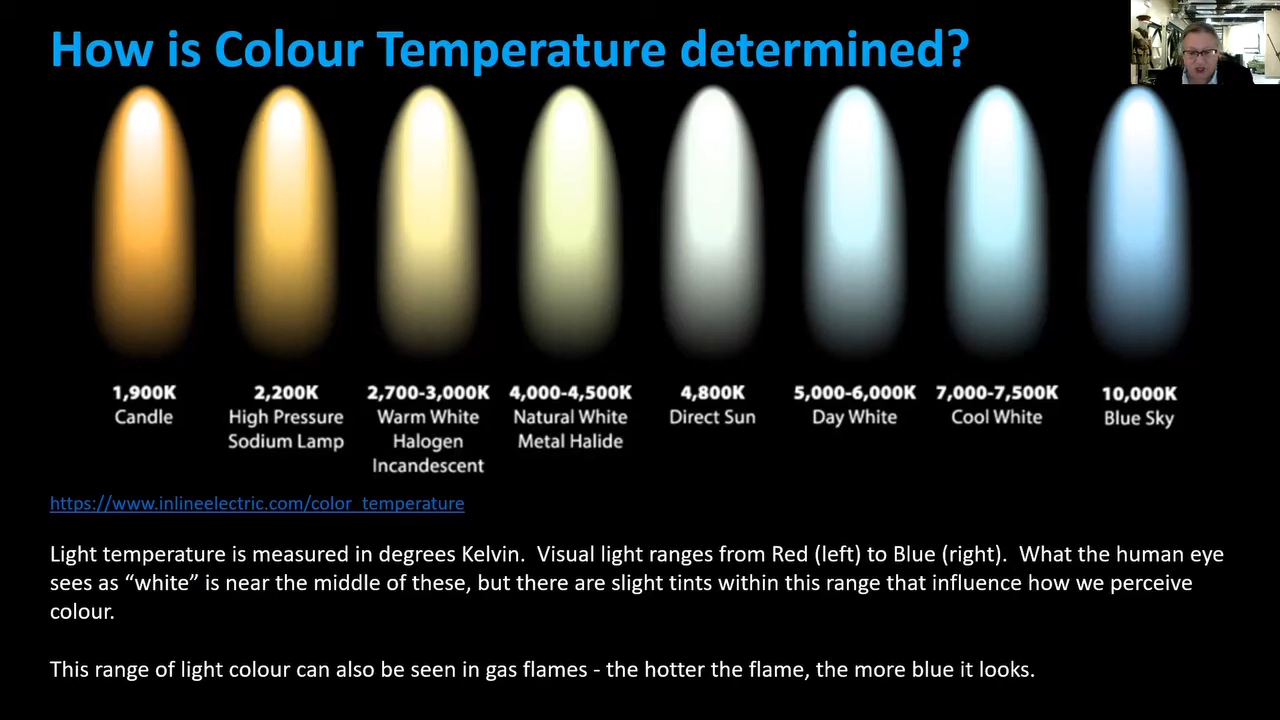 How is Colour Temperature determined?
1,900K
Candle
2,200K
High Pressure
Sodium Lamp
2,700-3,000K
Warm White
Halogen
Incandescent
4,000-4,500K
Natural White
Metal Halide
4,800K
Direct Sun
5,000-6,000K
Day White
7,000-7,500K
Cool White
10,000K
Blue Sky
https://www.inlineelectric.com/color_temperature
Light temperature is measured in degrees Kelvin.  Visual light ranges from Red (left) to Blue (right).  What the human eye
sees as “white” is near the middle of these, but there are slight tints within this range that influence how we perceive
colour.
This range of light colour can also be seen in gas flames - the hotter the flame, the more blue it looks.